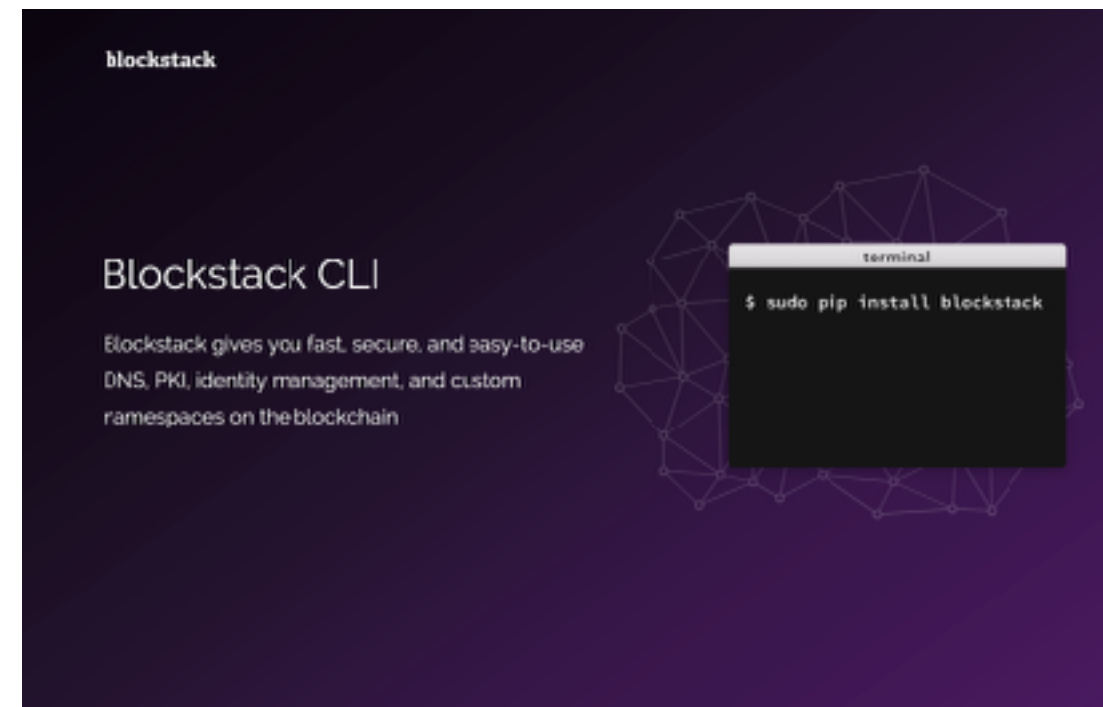 blockstack
Blockstack CLI
Blockstack gives you fast, secure, and easy-to-use
DNS, PKI, identity management, and custom
namespaces on the blockchain
terminal
$ sudo pip install blockstack